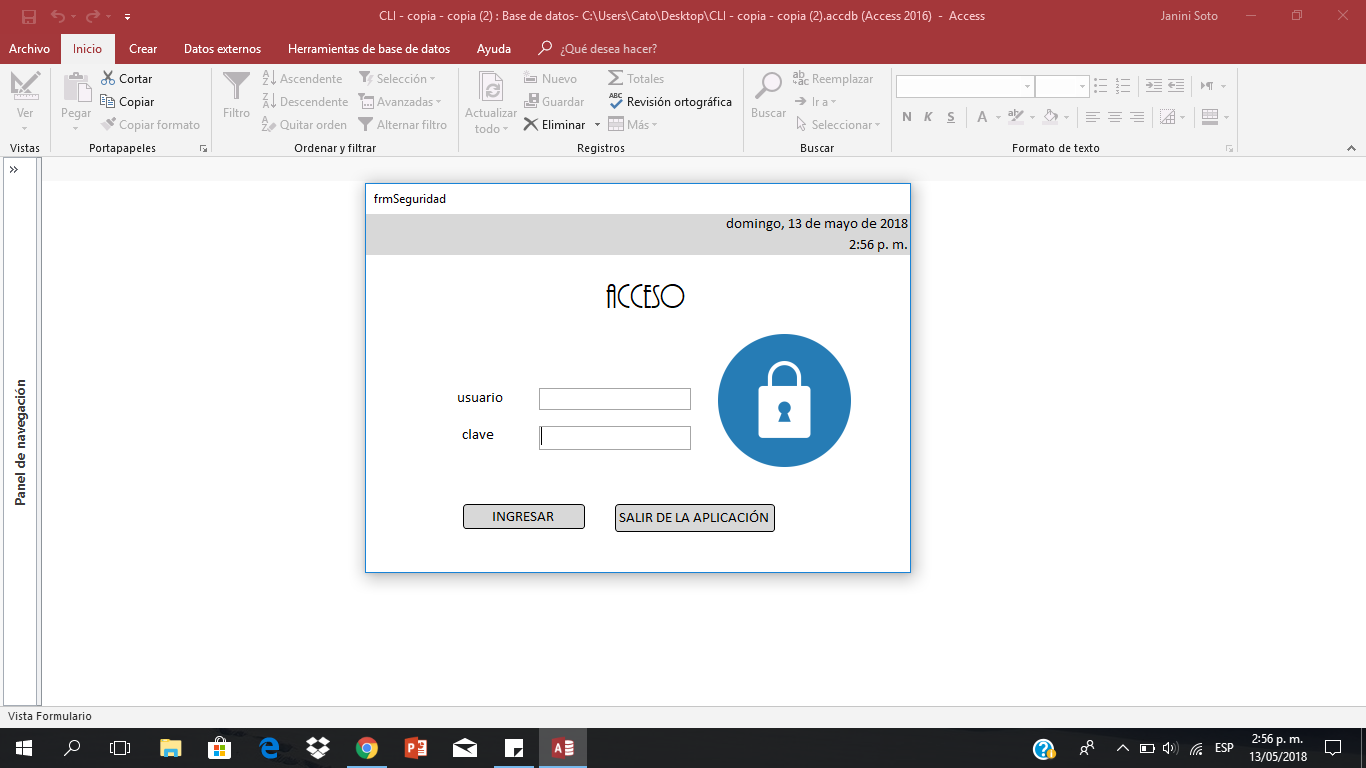 CLI - copia - copia (2) : Base de datos- C:\Users\Cato\Desktop\CLI - copia - copia (2).accdb (Access 2016) - Access
Janini Soto
Archivo Inicio Crear Datos externos Herramientas de base de datos Ayuda ¿Qué desea hacer?
Ver
Vistas
Pegar
Cortar
Copiar
Copiar formato
Portapapeles
Filtro
Ascendente
Descendente
Quitar orden
Selección
Avanzadas
Alternar filtro
Ordenar y filtrar
Actualizar
todo
Nuevo
Guardar
Eliminar
Totales
Revisión ortográfica
Más
Registros
Buscar
Reemplazar
Ir a
Seleccionar
Buscar
N K S A
Formato de texto
Panel de navegación
frmSeguridad
domingo, 13 de mayo de 2018
2:56 p. m.
ACCESO
usuario
clave
INGRESAR
SALIR DE LA APLICACIÓN
Vista Formulario
ESP
2:56 p. m.
13/05/2018